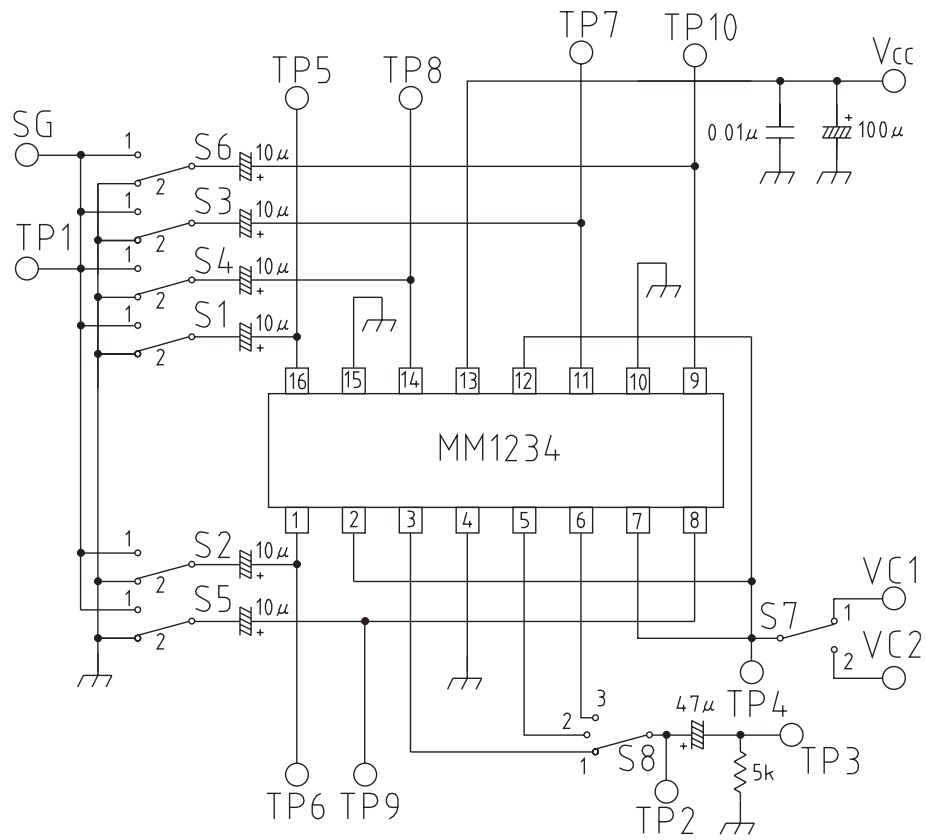 TP7 TP10
Vcc
TP5 TP8
SG
1 S6 10μ + 0.01μ + 100μ
2
1 S3 10μ +
TP1 2
1 S4 10μ +
2
1 S1 10μ +
2
16 15 14 13 12 11 10 9
MM1234
1 2 3 4 5 6 7 8
1 S2 10μ +
2
VC1
1 S5 10μ + S7 1
2
VC2
2
TP4
3 47μ
2 +
1 S8 TP3
5k
TP6 TP9 TP2